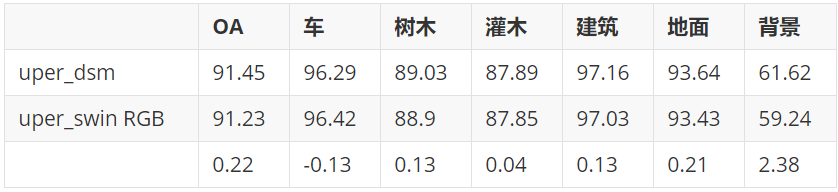 OA 车 树木 灌木 建筑 地面 背景
uper_dsm 91.45 96.29 89.03 87.89 97.16 93.64 61.62
uper_swin RGB 91.23 96.42 88.9 87.85 97.03 93.43 59.24
0.22 -0.13 0.13 0.04 0.13 0.21 2.38